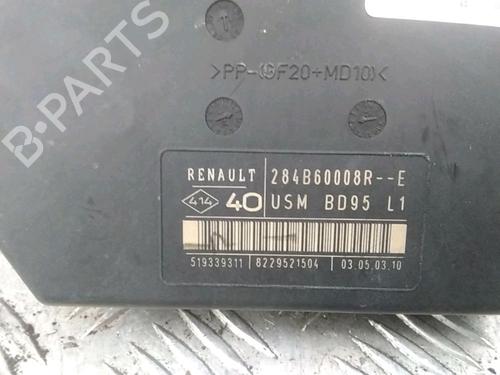 B-PARTS
>PP-(GF20+MD10)<
RENAULT 284B60008R--E
414 40 USM BD95 L1
519339311 8229521504 03.05.03.10